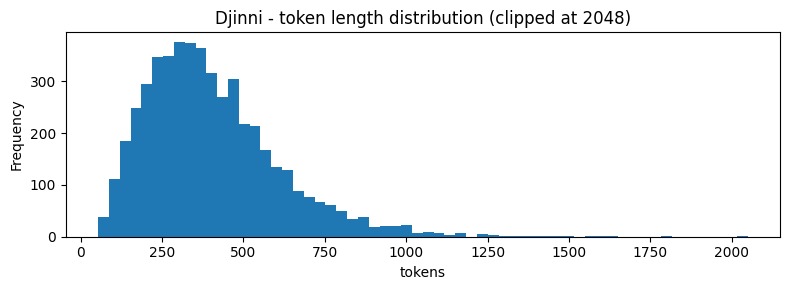 Djinni - token length distribution (clipped at 2048)
Frequency
300
200
100
0
0 250 500 750 1000 1250 1500 1750 2000
tokens